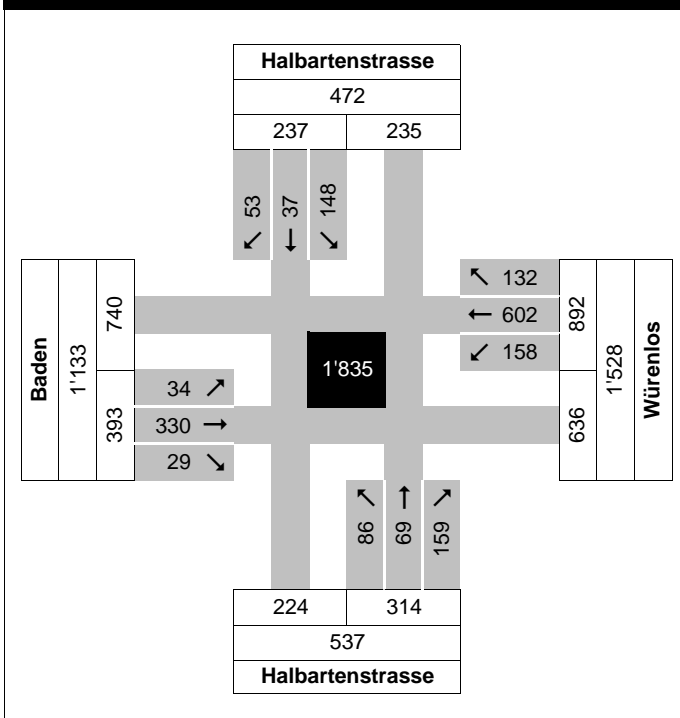 Halbartenstrasse
472
237 235
53 ↙ 37 ↓ 148 ↘
Baden
1'133
740
393
↖ 132
← 602
↙ 158
892
636
1'528
Würenlos
1'835
34 ↗
330 →
29 ↘
86 ↖ 69 ↑ 159 ↗
224 314
537
Halbartenstrasse